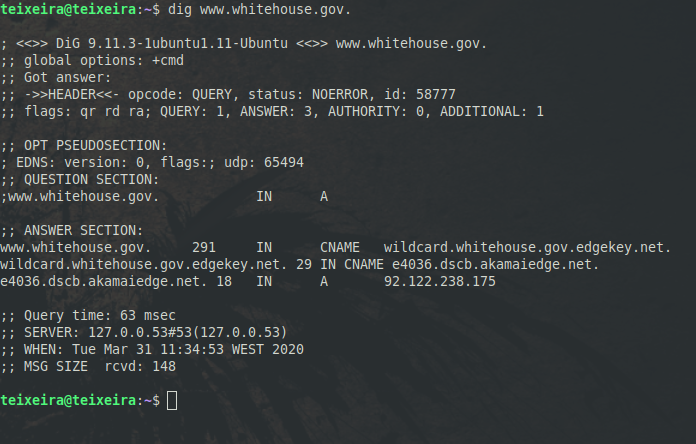 teixeira@teixeira:~$ dig www.whitehouse.gov.

; <<>> DiG 9.11.3-1ubuntu1.11-Ubuntu <<>> www.whitehouse.gov.
;; global options: +cmd
;; Got answer:
;; ->>HEADER<<- opcode: QUERY, status: NOERROR, id: 58777
;; flags: qr rd ra; QUERY: 1, ANSWER: 3, AUTHORITY: 0, ADDITIONAL: 1

;; OPT PSEUDOSECTION:
; EDNS: version: 0, flags:; udp: 65494
;; QUESTION SECTION:
;www.whitehouse.gov.            IN      A

;; ANSWER SECTION:
www.whitehouse.gov.     291     IN      CNAME   wildcard.whitehouse.gov.edgekey.net.
wildcard.whitehouse.gov.edgekey.net. 29 IN CNAME e4036.dscb.akamaiedge.net.
e4036.dscb.akamaiedge.net. 18   IN      A       92.122.238.175

;; Query time: 63 msec
;; SERVER: 127.0.0.53#53(127.0.0.53)
;; WHEN: Tue Mar 31 11:34:53 WEST 2020
;; MSG SIZE  rcvd: 148

teixeira@teixeira:~$